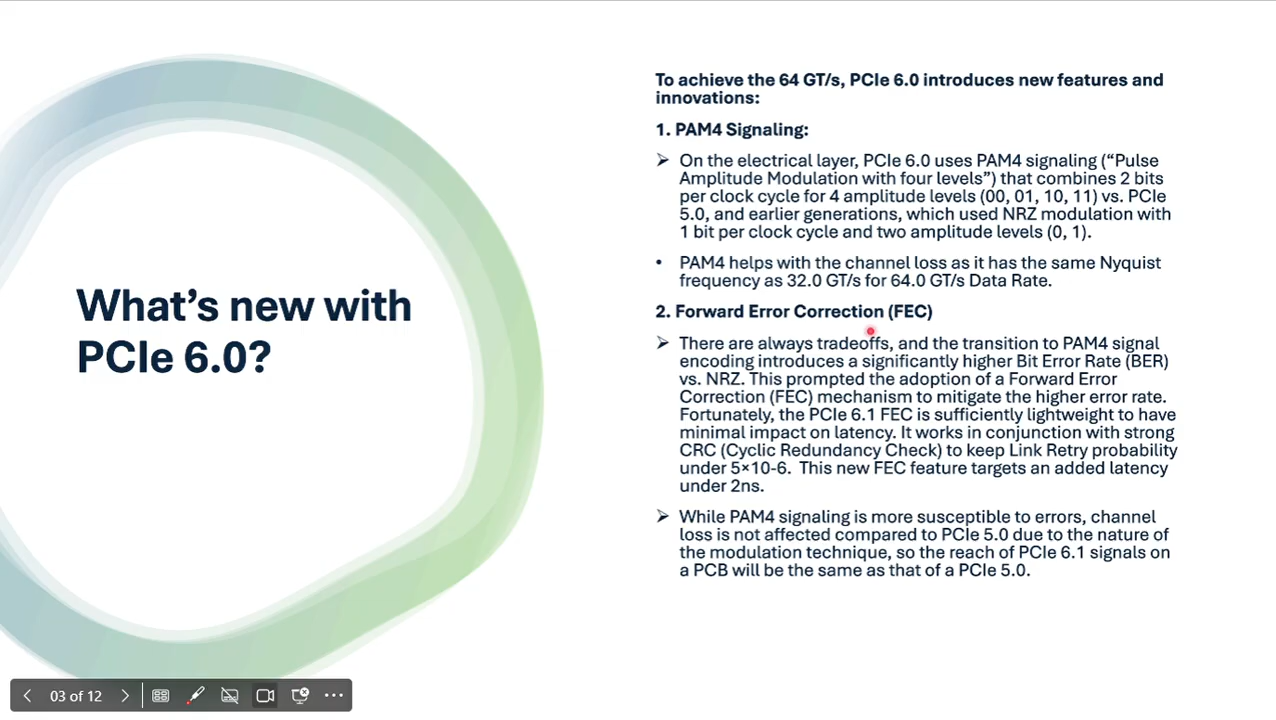 What's new with
PCIe 6.0?
To achieve the 64 GT/s, PCIe 6.0 introduces new features and
innovations:
1. PAM4 Signaling:
➢ On the electrical layer, PCIe 6.0 uses PAM4 signaling (“Pulse
Amplitude Modulation with four levels”) that combines 2 bits
per clock cycle for 4 amplitude levels (00, 01, 10, 11) vs. PCIe
5.0, and earlier generations, which used NRZ modulation with
1 bit per clock cycle and two amplitude levels (0, 1).
• PAM4 helps with the channel loss as it has the same Nyquist
frequency as 32.0 GT/s for 64.0 GT/s Data Rate.
2. Forward Error Correction (FEC)
➢ There are always tradeoffs, and the transition to PAM4 signal
encoding introduces a significantly higher Bit Error Rate (BER)
vs. NRZ. This prompted the adoption of a Forward Error
Correction (FEC) mechanism to mitigate the higher error rate.
Fortunately, the PCIe 6.1 FEC is sufficiently lightweight to have
minimal impact on latency. It works in conjunction with strong
CRC (Cyclic Redundancy Check) to keep Link Retry probability
under 5×10-6. This new FEC feature targets an added latency
under 2ns.
➢ While PAM4 signaling is more susceptible to errors, channel
loss is not affected compared to PCIe 5.0 due to the nature of
the modulation technique, so the reach of PCIe 6.1 signals on
a PCB will be the same as that of a PCIe 5.0.
03 of 12